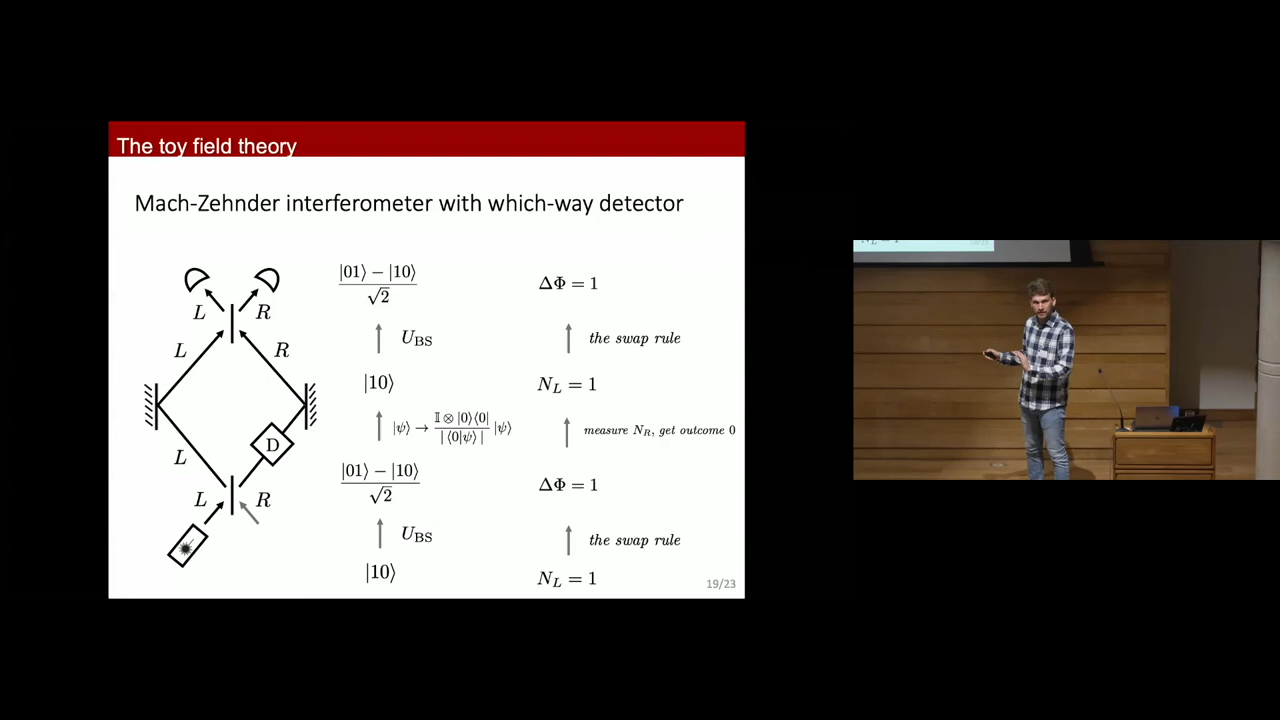 The toy field theory
Mach-Zehnder interferometer with which-way detector
|01⟩ − |10⟩
√2
ΔΦ = 1
L
R
U_BS
the swap rule
L
R
|10⟩
N_L = 1
|ψ⟩ → 𝕀 ⊗ |0⟩⟨0| / |⟨0|ψ⟩| |ψ⟩
measure N_R, get outcome 0
D
L
|01⟩ − |10⟩
√2
ΔΦ = 1
L
R
U_BS
the swap rule
|10⟩
N_L = 1
19/23